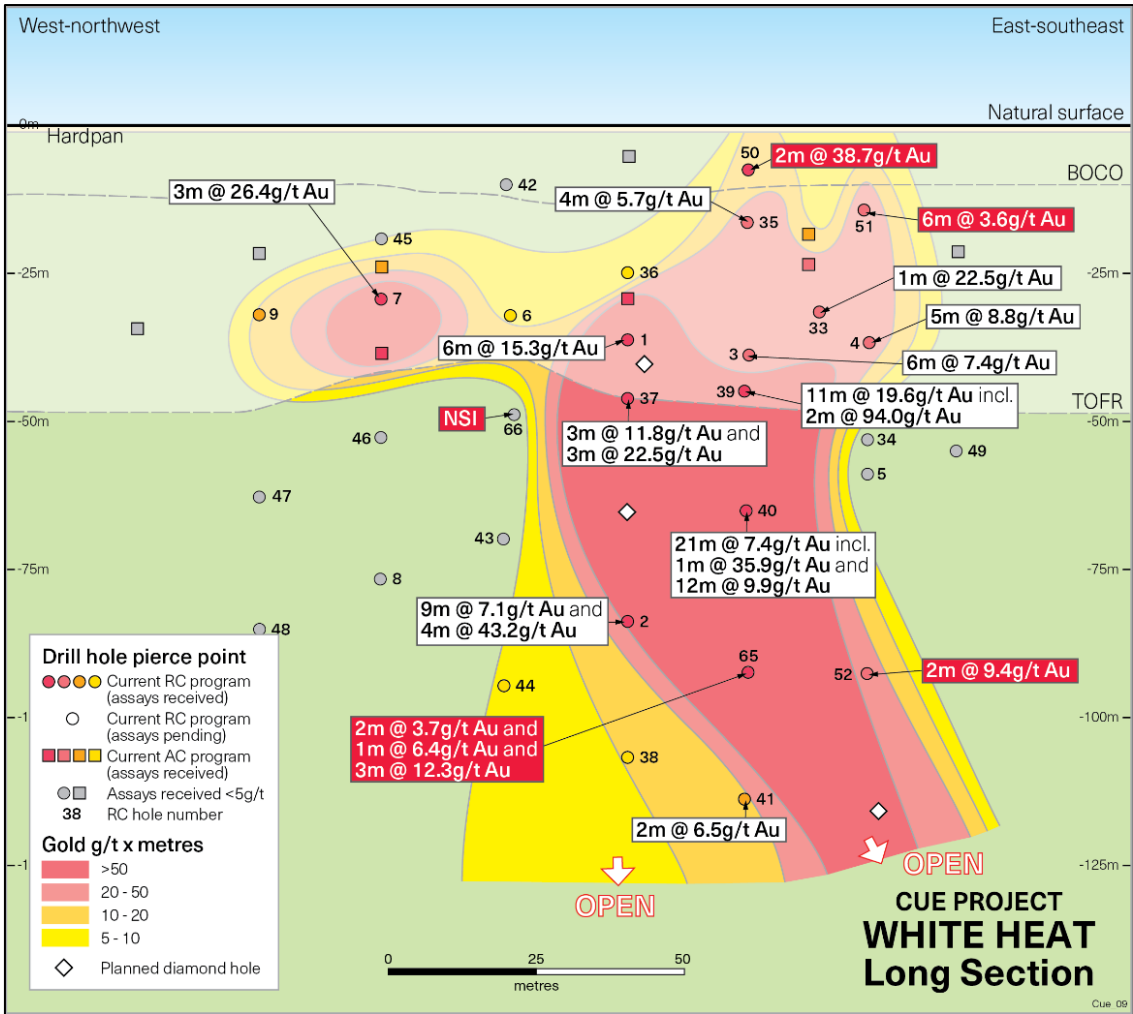 West-northwest
East-southeast
Natural surface
0m
Hardpan
BOCO
50
2m @ 38.7g/t Au
42
3m @ 26.4g/t Au
4m @ 5.7g/t Au
35
51
6m @ 3.6g/t Au
45
-25m
-25m
36
1m @ 22.5g/t Au
7
9
6
33
5m @ 8.8g/t Au
4
6m @ 15.3g/t Au
1
3
6m @ 7.4g/t Au
39
11m @ 19.6g/t Au incl.
2m @ 94.0g/t Au
37
TOFR
NSI
66
-50m
-50m
3m @ 11.8g/t Au and
3m @ 22.5g/t Au
46
34
49
5
47
40
43
21m @ 7.4g/t Au incl.
1m @ 35.9g/t Au and
12m @ 9.9g/t Au
-75m
-75m
8
9m @ 7.1g/t Au and
4m @ 43.2g/t Au
2
48
65
52
2m @ 9.4g/t Au
44
2m @ 3.7g/t Au and
1m @ 6.4g/t Au and
3m @ 12.3g/t Au
-1
-100m
38
41
2m @ 6.5g/t Au
-1
-125m
OPEN
OPEN
Drill hole pierce point
Current RC program
(assays received)
Current RC program
(assays pending)
Current AC program
(assays received)
Assays received <5g/t
38 RC hole number
Gold g/t x metres
>50
20 - 50
10 - 20
5 - 10
Planned diamond hole
0 25 50
metres
CUE PROJECT
WHITE HEAT
Long Section
Cue 09